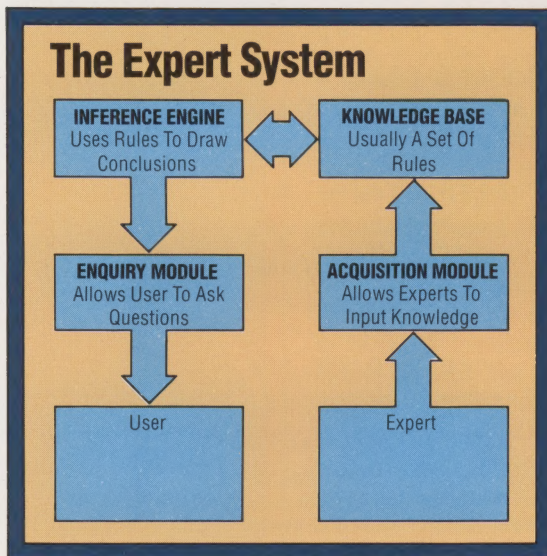 The Expert System
INFERENCE ENGINE
Uses Rules To Draw
Conclusions
KNOWLEDGE BASE
Usually A Set Of
Rules
ENQUIRY MODULE
Allows User To Ask
Questions
ACQUISITION MODULE
Allows Experts To
Input Knowledge
User
Expert